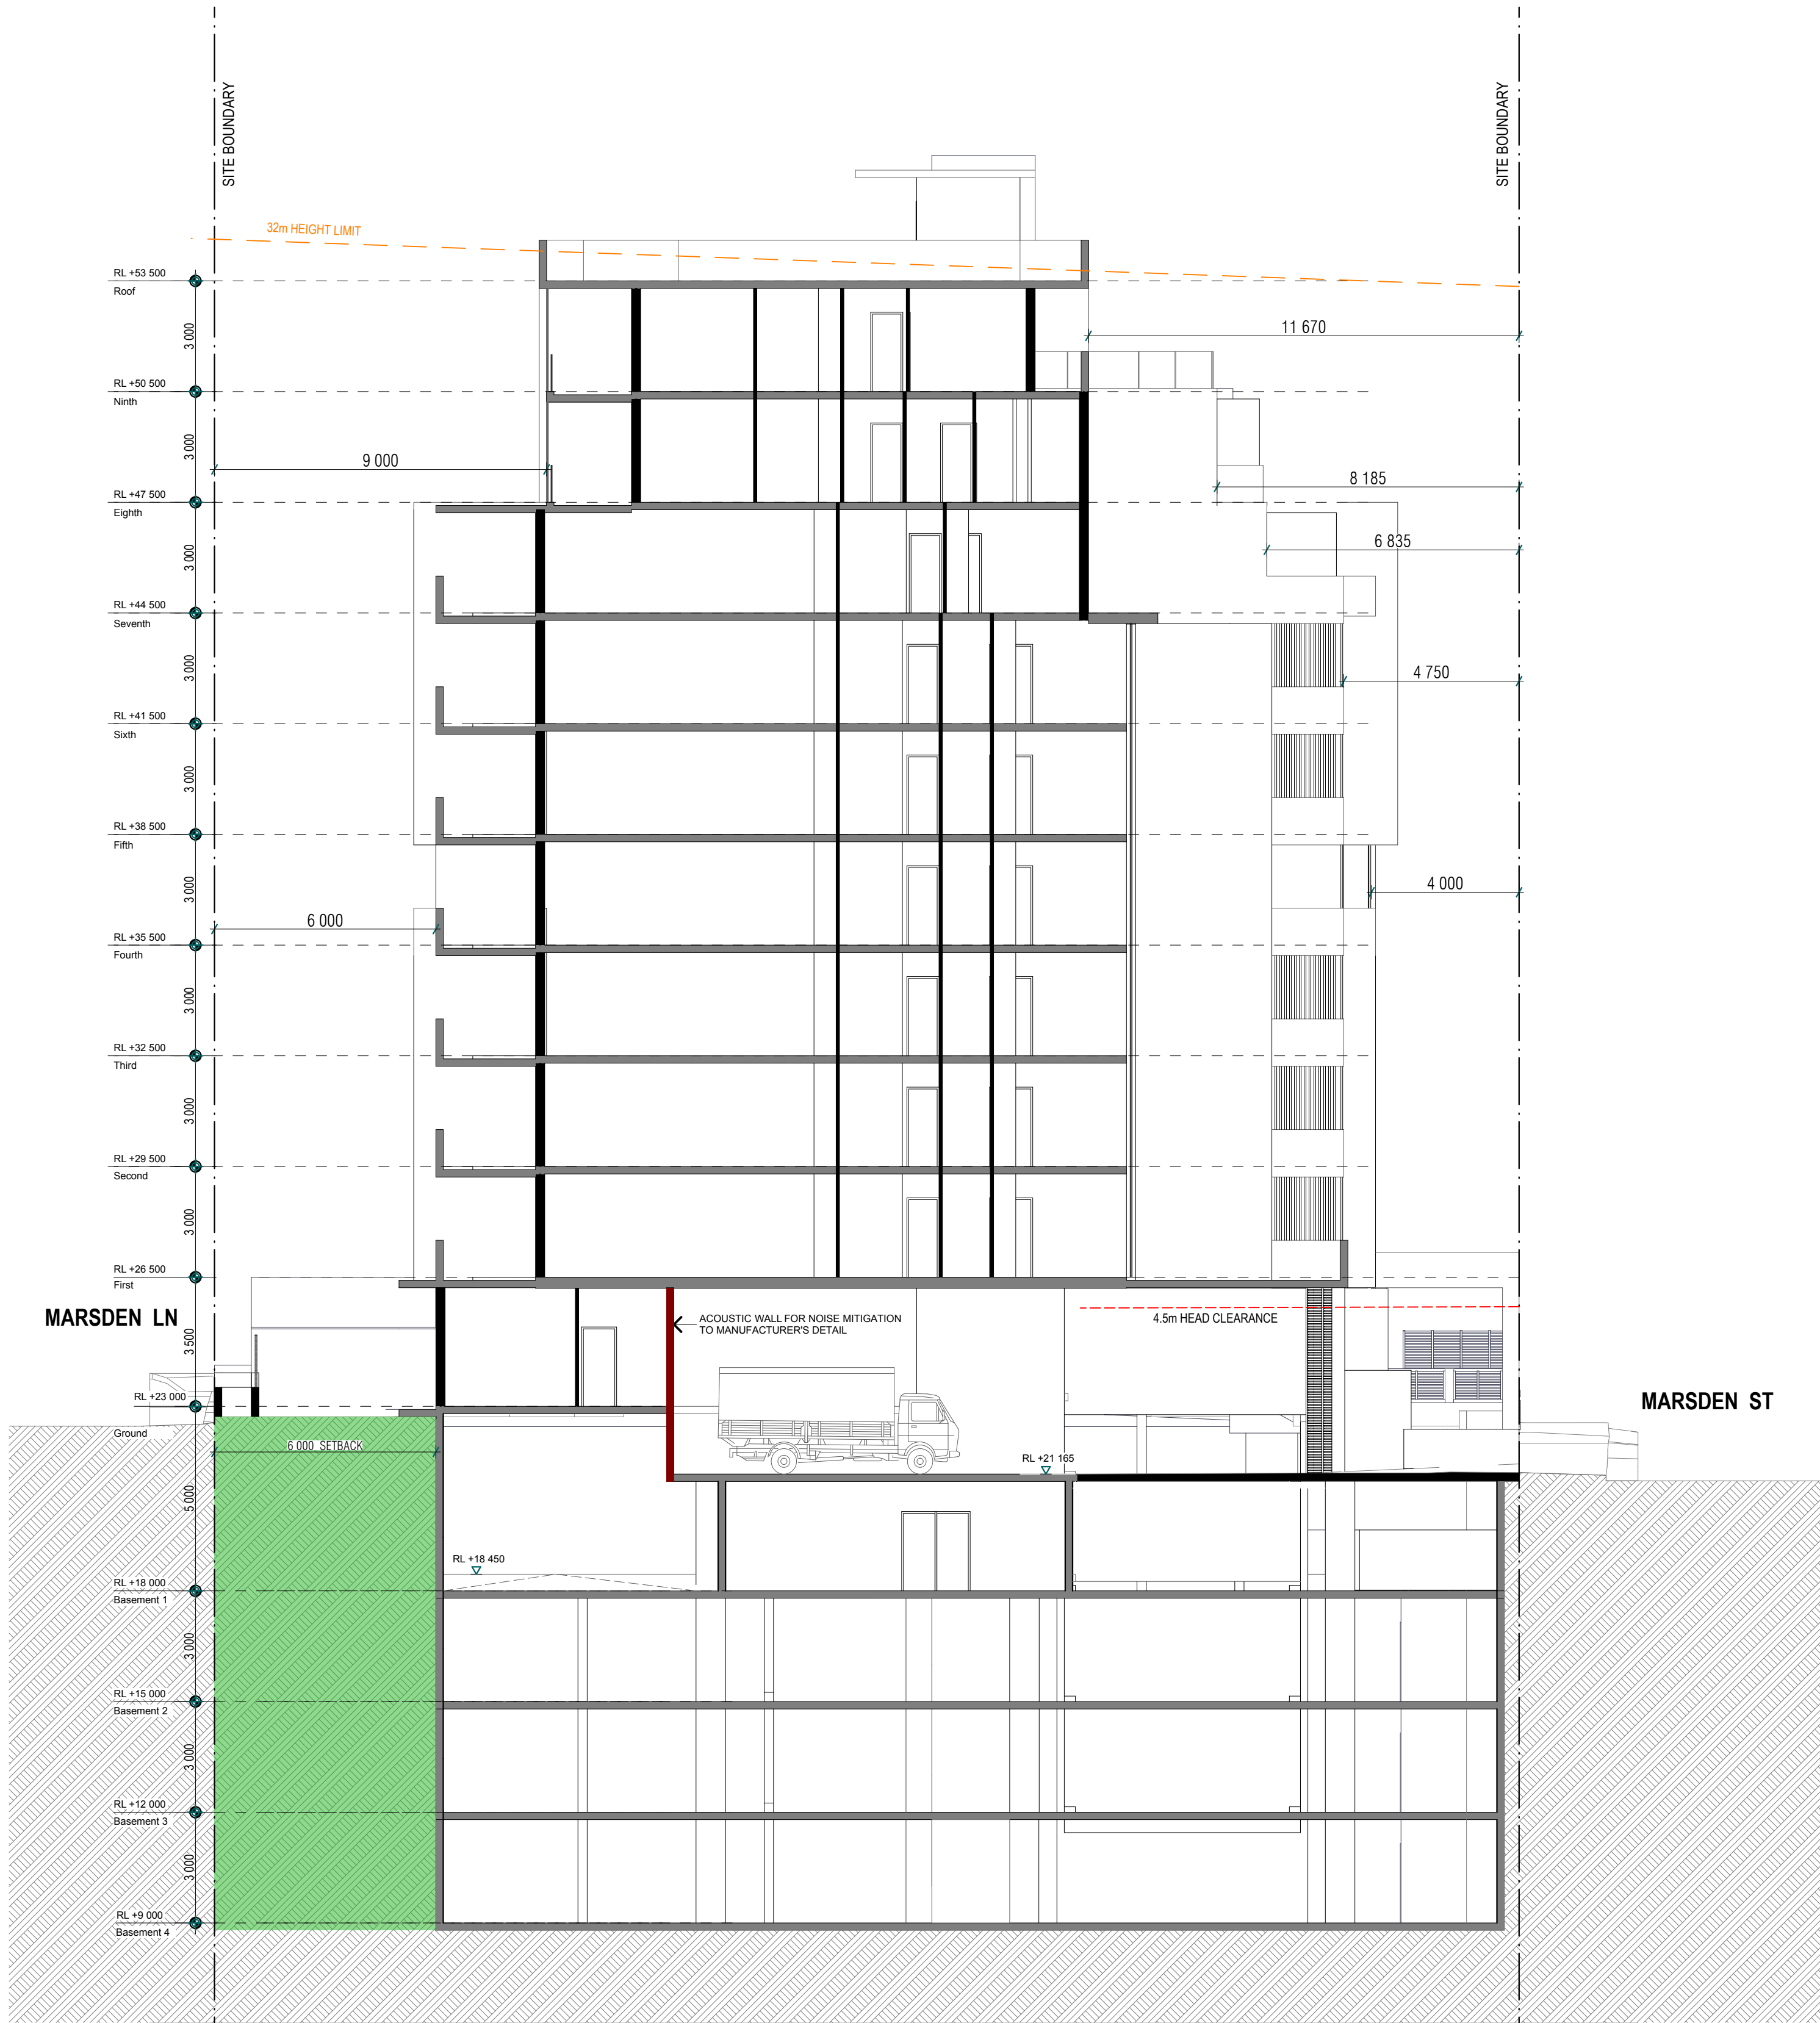 SITE BOUNDARY
SITE BOUNDARY
32m HEIGHT LIMIT
RL +53 500
Roof
3 000
11 670
RL +50 500
Ninth
3 000
9 000
8 185
RL +47 500
Eighth
3 000
6 835
RL +44 500
Seventh
3 000
4 750
RL +41 500
Sixth
3 000
RL +38 500
Fifth
3 000
4 000
6 000
RL +35 500
Fourth
3 000
RL +32 500
Third
3 000
RL +29 500
Second
3 000
RL +26 500
First
MARSDEN LN
3 500
ACOUSTIC WALL FOR NOISE MITIGATION
TO MANUFACTURER'S DETAIL
4.5m HEAD CLEARANCE
RL +23 000
Ground
MARSDEN ST
6 000 SETBACK
RL +21 165
5 000
RL +18 450
RL +18 000
Basement 1
3 000
RL +15 000
Basement 2
3 000
RL +12 000
Basement 3
3 000
RL +9 000
Basement 4